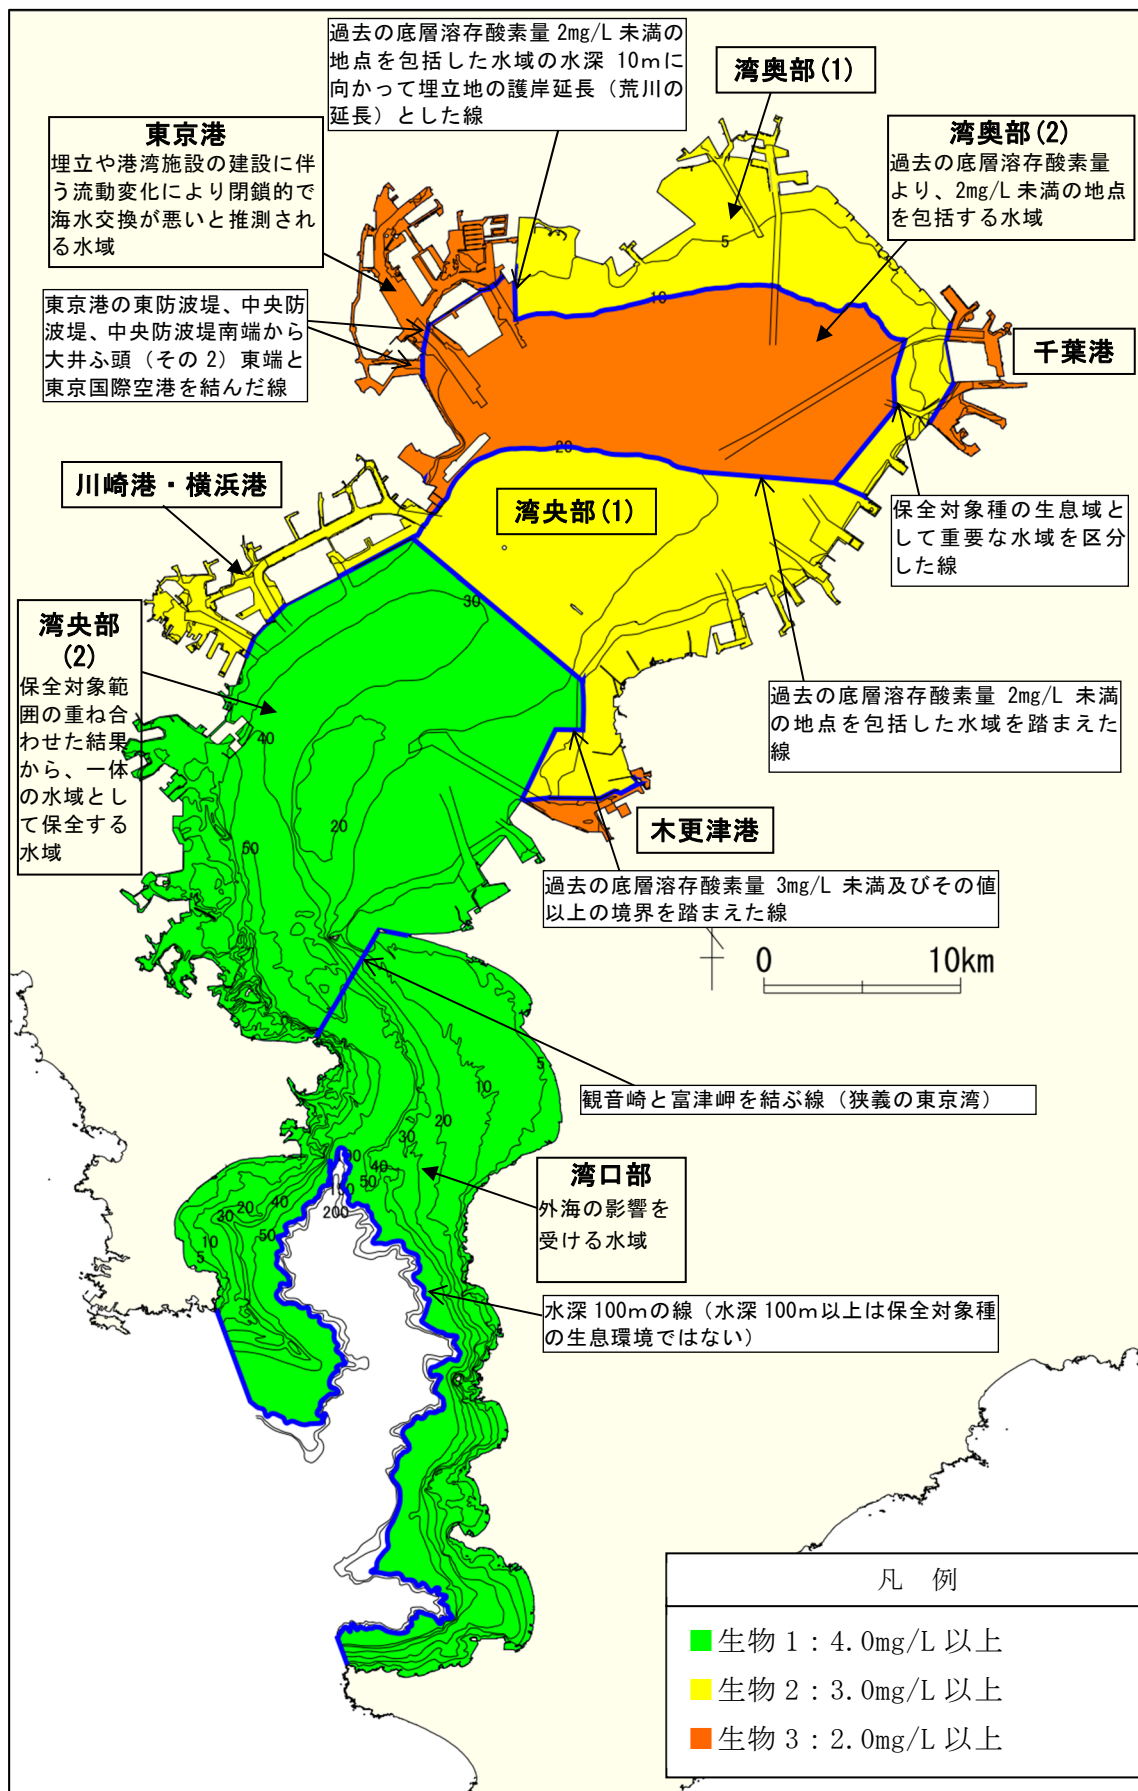 過去の底層溶存酸素量 2mg/L 未満の
地点を包括した水域の水深 10mに
向かって埋立地の護岸延長（荒川の
延長）とした線
湾奥部(1)
東京港
埋立や港湾施設の建設に伴
う流動変化により閉鎖的で
海水交換が悪いと推測され
る水域
湾奥部(2)
過去の底層溶存酸素量
より、2mg/L 未満の地点
を包括する水域
5
10
東京港の東防波堤、中央防
波堤、中央防波堤南端から
大井ふ頭（その2）東端と
東京国際空港を結んだ線
千葉港
20
川崎港・横浜港
湾央部(1)
保全対象種の生息域と
して重要な水域を区分
した線
30
湾央部
(2)
保全対象範
囲の重ね合
わせた結果
から、一体
の水域とし
て保全する
水域
過去の底層溶存酸素量 2mg/L 未満
の地点を包括した水域を踏まえた
線
40
20
50
木更津港
過去の底層溶存酸素量 3mg/L 未満及びその値
以上の境界を踏まえた線
0 10km
5
10
観音崎と富津岬を結ぶ線（狭義の東京湾）
20
30
40
50
200
湾口部
外海の影響を
受ける水域
40
20
30
50
10
5
水深 100mの線（水深 100m以上は保全対象種
の生息環境ではない）
凡 例
生物 1：4.0mg/L 以上
生物 2：3.0mg/L 以上
生物 3：2.0mg/L 以上